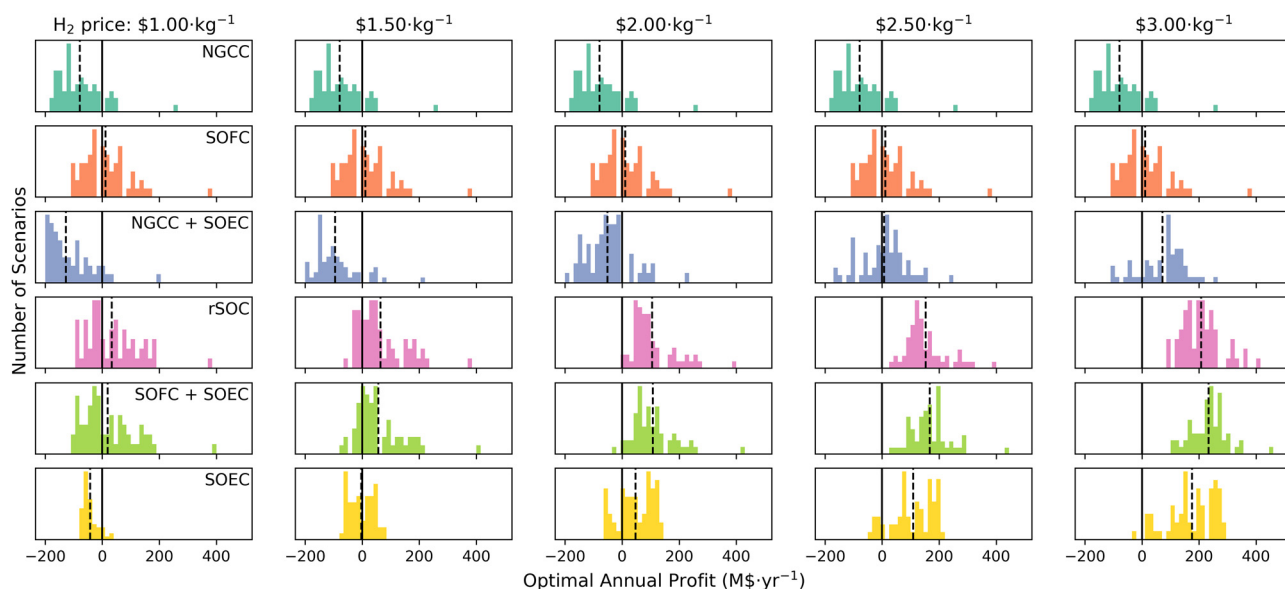 H₂ price: $1.00·kg⁻¹ $1.50·kg⁻¹ $2.00·kg⁻¹ $2.50·kg⁻¹ $3.00·kg⁻¹
NGCC
SOFC
NGCC + SOEC
rSOC
SOFC + SOEC
SOEC
Number of Scenarios
−200 0 200 400 −200 0 200 400 −200 0 200 400 −200 0 200 400 −200 0 200 400
Optimal Annual Profit (M$·yr⁻¹)